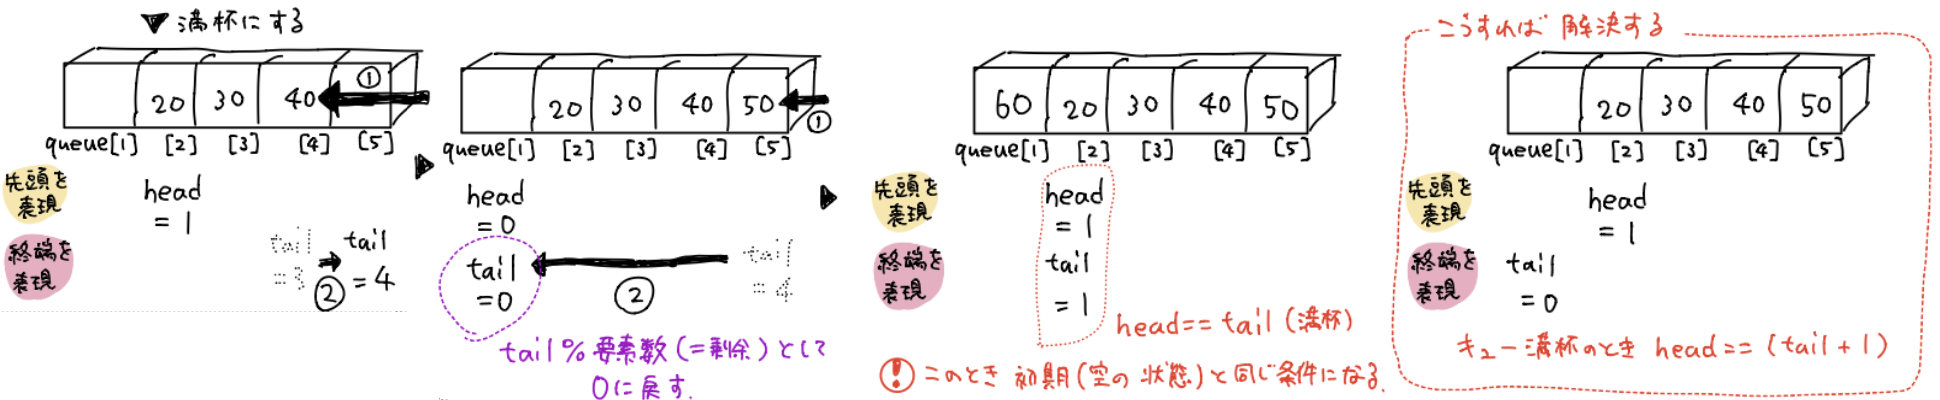 ▼ 満杯にする
①
20 30 40
queue[1] [2] [3] [4] [5]
先頭を
表現
head
= 1
終端を
表現
tail
=3
②
tail
= 4
20 30 40 50
①
queue[1] [2] [3] [4] [5]
head
= 0
tail
= 0
②
tail
= 4
tail % 要素数 (= 剰余) として
0に戻す.
60 20 30 40 50
queue[1] [2] [3] [4] [5]
先頭を
表現
head
= 1
終端を
表現
tail
= 1
head == tail (満杯)
! このとき 初期(空の 状態)と同じ条件になる.
こうすれば 解決する
20 30 40 50
queue[1] [2] [3] [4] [5]
先頭を
表現
head
= 1
終端を
表現
tail
= 0
キュー満杯のとき head == (tail + 1)